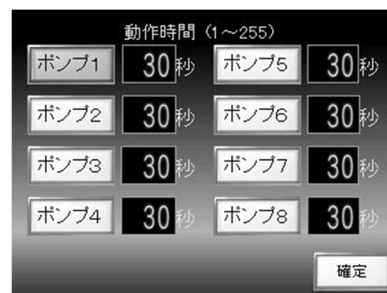 動作時間（1～255）
ポンプ1 30秒 ポンプ5 30秒
ポンプ2 30秒 ポンプ6 30秒
ポンプ3 30秒 ポンプ7 30秒
ポンプ4 30秒 ポンプ8 30秒
確定